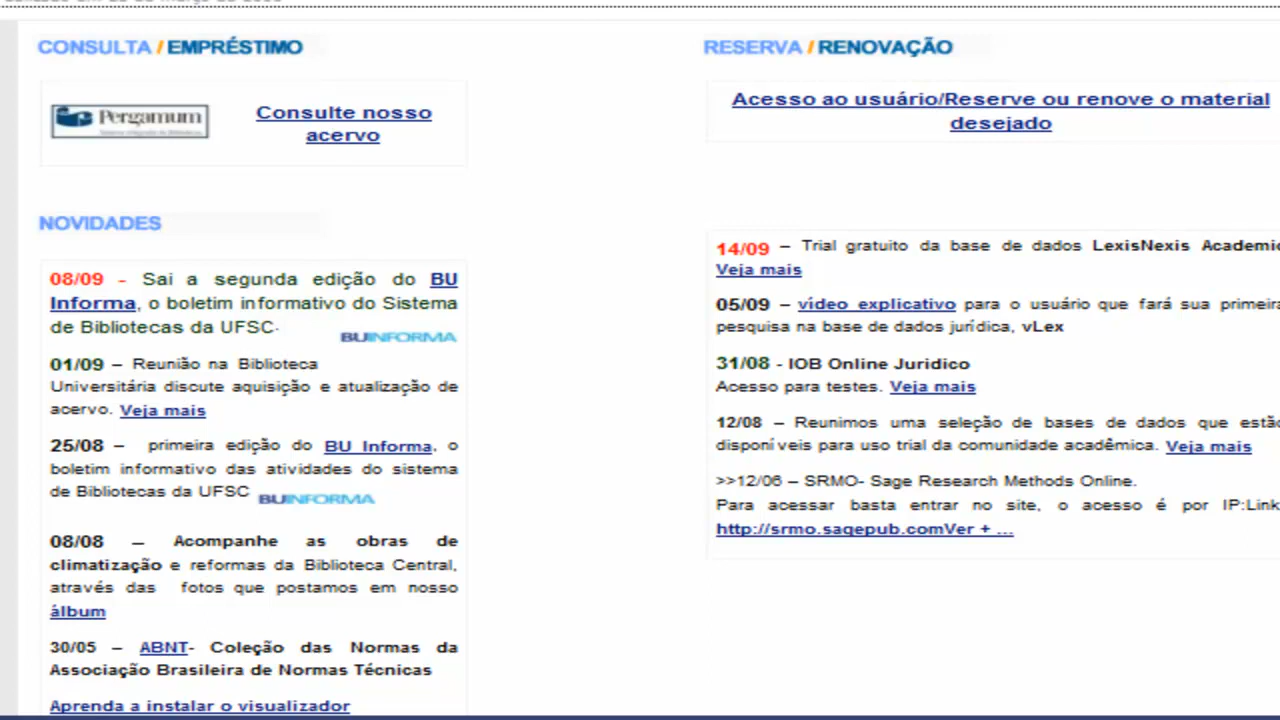 CONSULTA / EMPRÉSTIMO
Pergamum
Consulte nosso
acervo
NOVIDADES
08/09 - Sai a segunda edição do BU
Informa, o boletim informativo do Sistema
de Bibliotecas da UFSC.
BUINFORMA
01/09 – Reunião na Biblioteca
Universitária discute aquisição e atualização de
acervo. Veja mais
25/08 – primeira edição do BU Informa, o
boletim informativo das atividades do sistema
de Bibliotecas da UFSC BUINFORMA
08/08 – Acompanhe as obras de
climatização e reformas da Biblioteca Central,
através das fotos que postamos em nosso
álbum
30/05 – ABNT- Coleção das Normas da
Associação Brasileira de Normas Técnicas
Aprenda a instalar o visualizador
RESERVA / RENOVAÇÃO
Acesso ao usuário/Reserve ou renove o material
desejado
14/09 – Trial gratuito da base de dados LexisNexis Academic
Veja mais
05/09 – vídeo explicativo para o usuário que fará sua primeira
pesquisa na base de dados jurídica, vLex
31/08 - IOB Online Juridico
Acesso para testes. Veja mais
12/08 – Reunimos uma seleção de bases de dados que estão
disponíveis para uso trial da comunidade acadêmica. Veja mais
>>12/06 – SRMO- Sage Research Methods Online.
Para acessar basta entrar no site, o acesso é por IP:Link
http://srmo.sagepub.comVer + ...